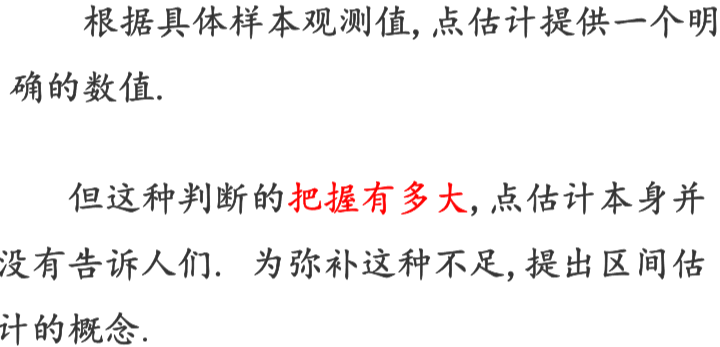 根据具体样本观测值, 点估计提供一个明
确的数值.
但这种判断的把握有多大, 点估计本身并
没有告诉人们. 为弥补这种不足, 提出区间估
计的概念.